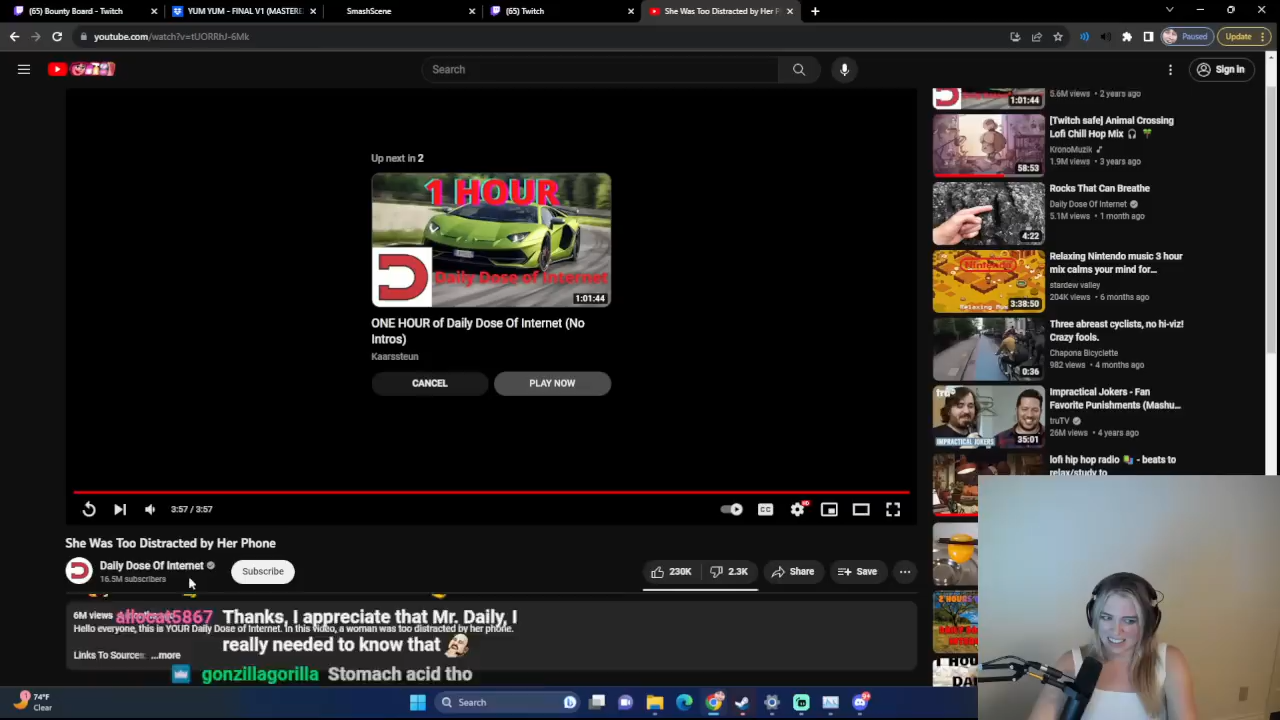 (65) Bounty Board - Twitch
YUM YUM - FINAL V1 (MASTERE
SmashScene
(65) Twitch
She Was Too Distracted by Her P
youtube.com/watch?v=tUORRhJ-6Mk
Paused
Update
Search
Sign in
Up next in 2
1 HOUR
Daily Dose of Internet
1:01:44
ONE HOUR of Daily Dose Of Internet (No
Intros)
Kaarssteun
CANCEL
PLAY NOW
3:57 / 3:57
CC
HD
She Was Too Distracted by Her Phone
Daily Dose Of Internet
16.5M subscribers
Subscribe
230K
2.3K
Share
Save
6M views
Hello everyone, this is YOUR Daily Dose of Internet. In this video, a woman was too distracted by her phone.
Links To Sources: ...more
Thanks, I appreciate that Mr. Daily, I
really needed to know that
gonzillagorilla Stomach acid tho
5.6M views • 2 years ago
1:01:44
[Twitch safe] Animal Crossing
Lofi Chill Hop Mix
KronoMuzik
1.9M views • 3 years ago
58:53
Rocks That Can Breathe
Daily Dose Of Internet
5.1M views • 1 month ago
4:22
Relaxing Nintendo music 3 hour
mix calms your mind for...
stardew valley
204K views • 6 months ago
Nintendo
3:38:50
Three abreast cyclists, no hi-viz!
Crazy fools.
Chapona Bicyclette
982 views • 4 months ago
0:36
Impractical Jokers - Fan
Favorite Punishments (Mashu...
truTV
26M views • 4 years ago
tru
IMPRACTICAL JOKERS
35:01
lofi hip hop radio - beats to
relax/study to
74°F
Clear
Search